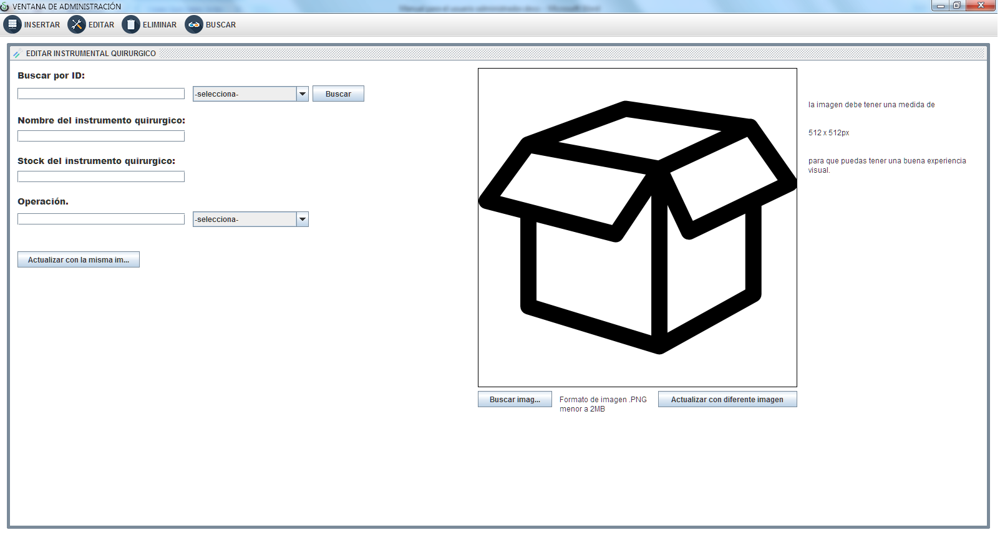 VENTANA DE ADMINISTRACIÓN
INSERTAR EDITAR ELIMINAR BUSCAR
EDITAR INSTRUMENTAL QUIRURGICO
Buscar por ID:
-selecciona- Buscar
Nombre del instrumento quirurgico:
Stock del instrumento quirurgico:
Operación.
-selecciona-
Actualizar con la misma im...
la imagen debe tener una medida de
512 x 512px
para que puedas tener una buena experiencia
visual.
Buscar imag...
Formato de imagen .PNG
menor a 2MB
Actualizar con diferente imagen